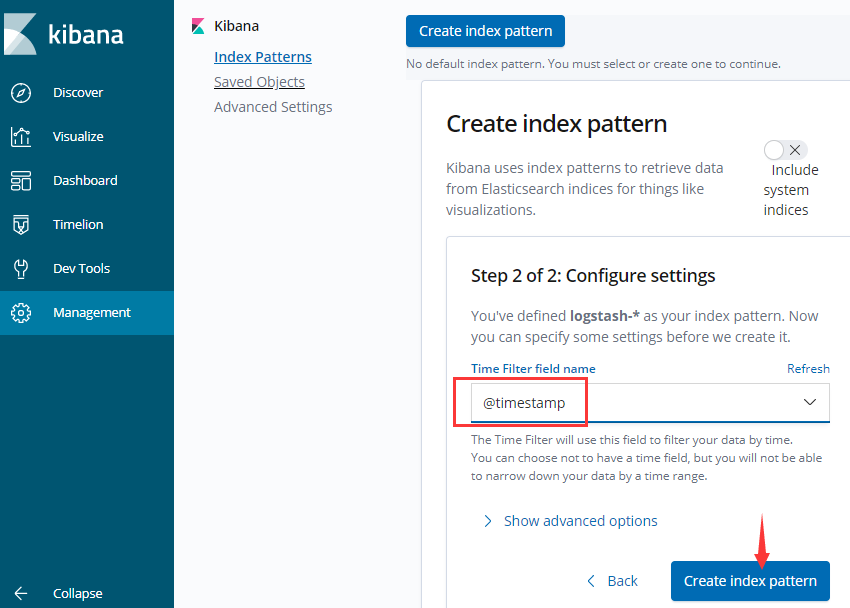 kibana
Discover
Visualize
Dashboard
Timelion
Dev Tools
Management
Collapse
Kibana
Index Patterns
Saved Objects
Advanced Settings
Create index pattern
No default index pattern. You must select or create one to continue.
Create index pattern
Kibana uses index patterns to retrieve data
from Elasticsearch indices for things like
visualizations.
Include
system
indices
Step 2 of 2: Configure settings
You've defined logstash-* as your index pattern. Now
you can specify some settings before we create it.
Time Filter field name
Refresh
@timestamp
The Time Filter will use this field to filter your data by time.
You can choose not to have a time field, but you will not be able
to narrow down your data by a time range.
Show advanced options
Back
Create index pattern